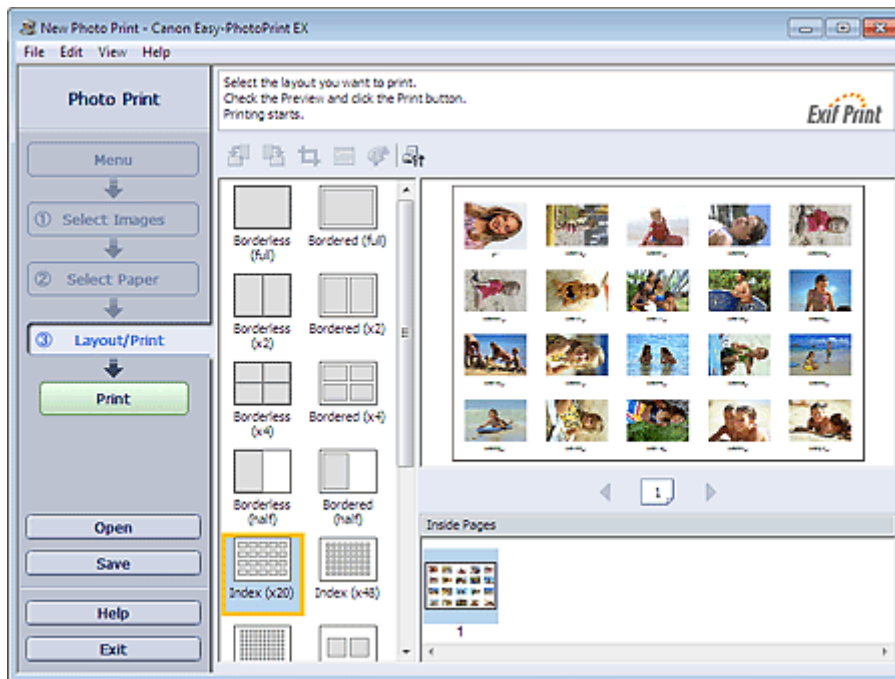 New Photo Print - Canon Easy-PhotoPrint EX
File Edit View Help
Photo Print
Select the layout you want to print.
Check the Preview and click the Print button.
Printing starts.
Exif Print
Menu
① Select Images
② Select Paper
③ Layout/Print
Print
Open
Save
Help
Exit
Borderless (full)
Bordered (full)
Borderless (x2)
Bordered (x2)
Borderless (x4)
Bordered (x4)
Borderless (half)
Bordered (half)
Index (x20)
Index (x48)
1
Inside Pages
1